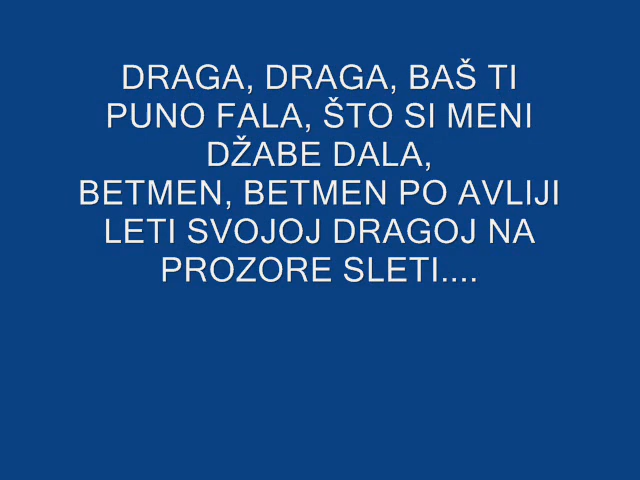 DRAGA, DRAGA, BAŠ TI
PUNO FALA, ŠTO SI MENI
DŽABE DALA,
BETMEN, BETMEN PO AVLIJI
LETI SVOJOJ DRAGOJ NA
PROZORE SLETI....